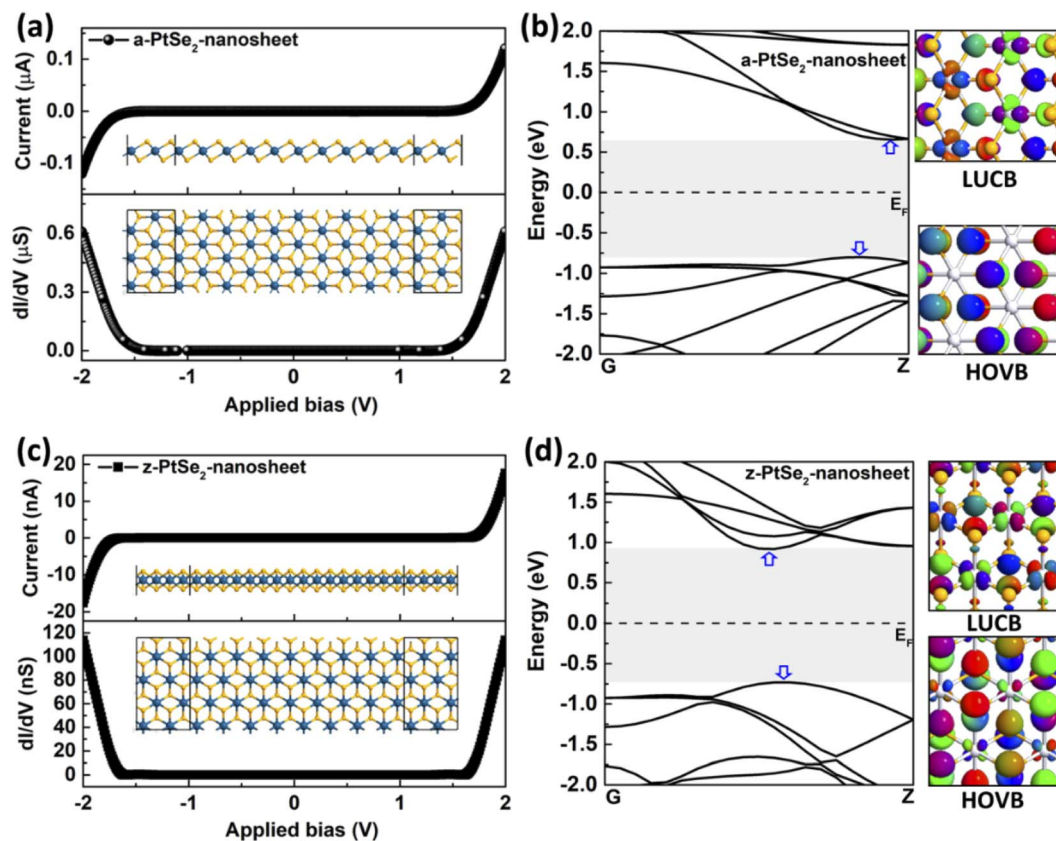 (a)
a-PtSe2-nanosheet
Current (μA)
0.1
0.0
-0.1
dI/dV (μS)
0.6
0.3
0.0
-2 -1 0 1 2
Applied bias (V)
(b)
a-PtSe2-nanosheet
Energy (eV)
2.0
1.5
1.0
0.5
0.0
-0.5
-1.0
-1.5
-2.0
EF
G Z
LUCB
HOVB
(c)
z-PtSe2-nanosheet
Current (nA)
20
10
0
-10
-20
dI/dV (nS)
120
100
80
60
40
20
0
-2 -1 0 1 2
Applied bias (V)
(d)
z-PtSe2-nanosheet
Energy (eV)
2.0
1.5
1.0
0.5
0.0
-0.5
-1.0
-1.5
-2.0
EF
G Z
LUCB
HOVB